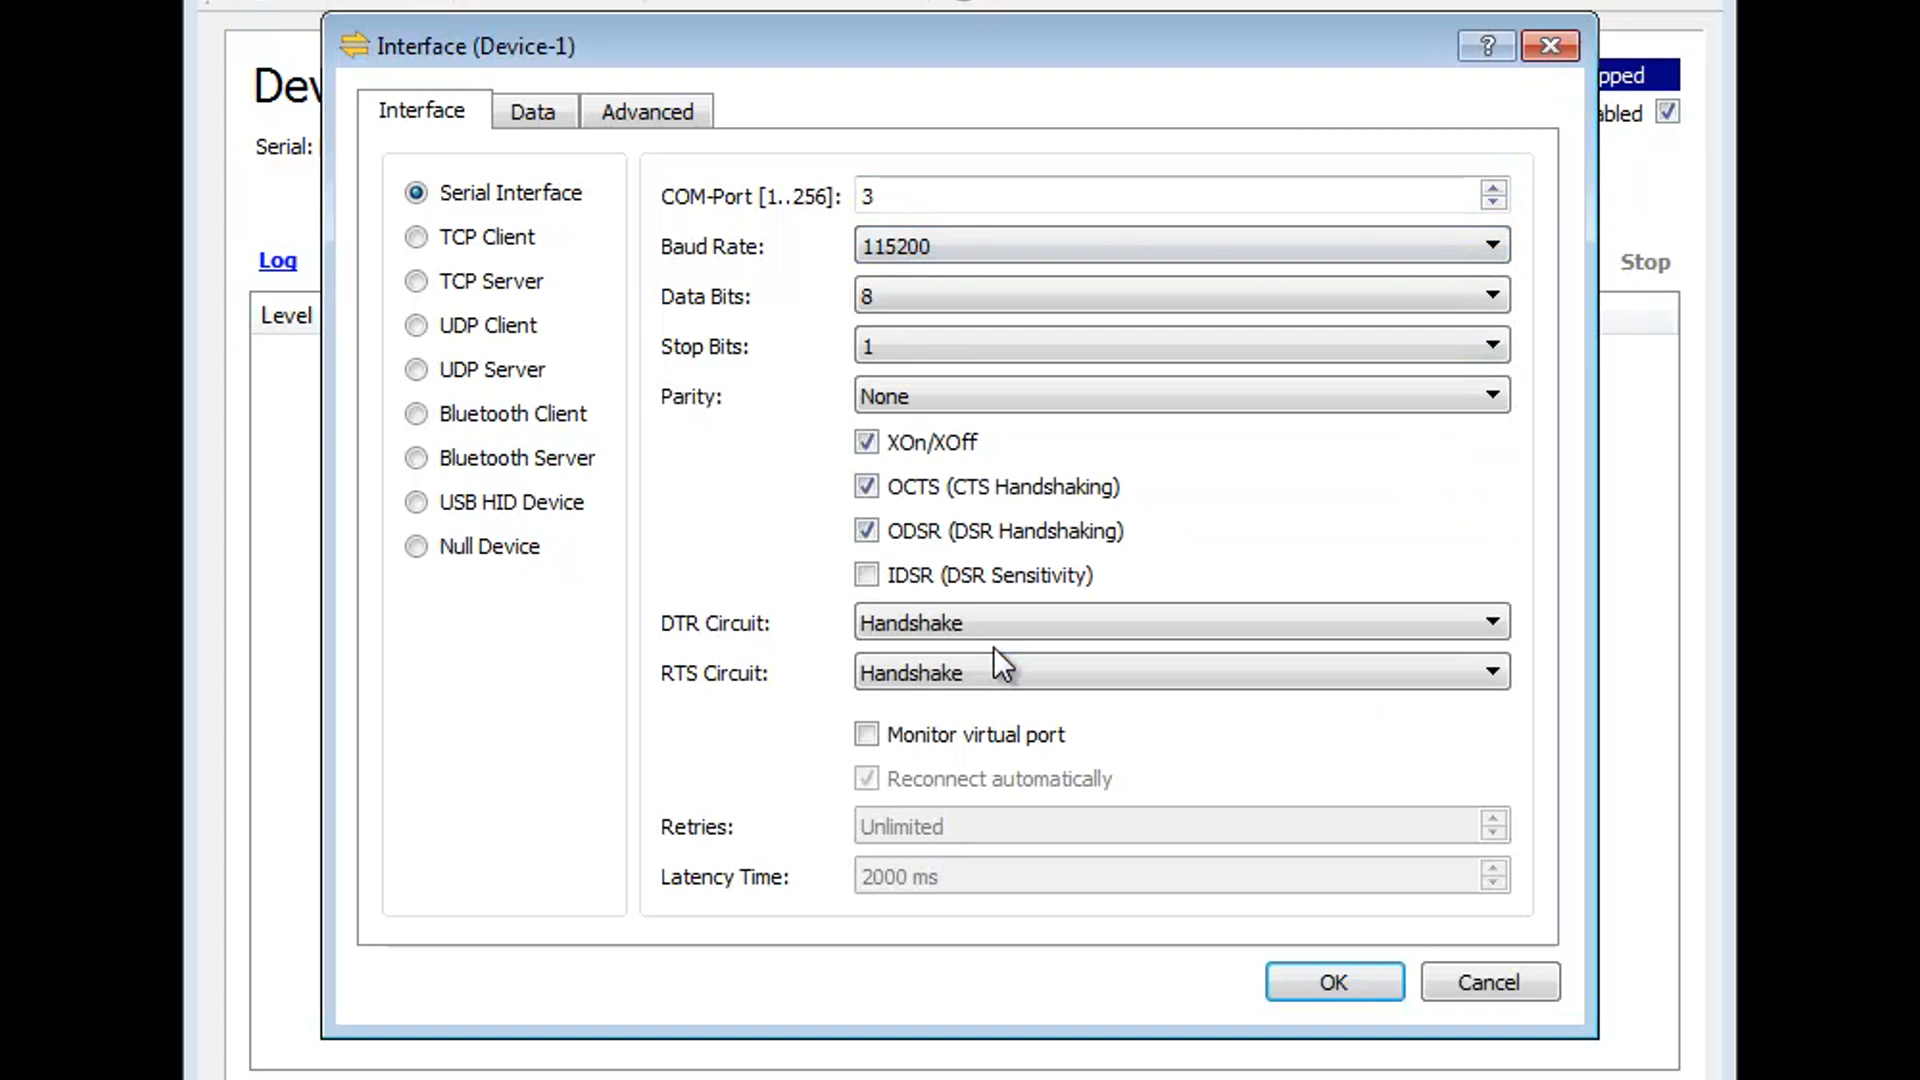 Interface (Device-1)
?
Dev
Interface
Data
Advanced
pped
abled
Serial:
Log
Stop
Level
Serial Interface
TCP Client
TCP Server
UDP Client
UDP Server
Bluetooth Client
Bluetooth Server
USB HID Device
Null Device
COM-Port [1..256]: 3
Baud Rate: 115200
Data Bits: 8
Stop Bits: 1
Parity: None
XOn/XOff
OCTS (CTS Handshaking)
ODSR (DSR Handshaking)
IDSR (DSR Sensitivity)
DTR Circuit: Handshake
RTS Circuit: Handshake
Monitor virtual port
Reconnect automatically
Retries: Unlimited
Latency Time: 2000 ms
OK
Cancel